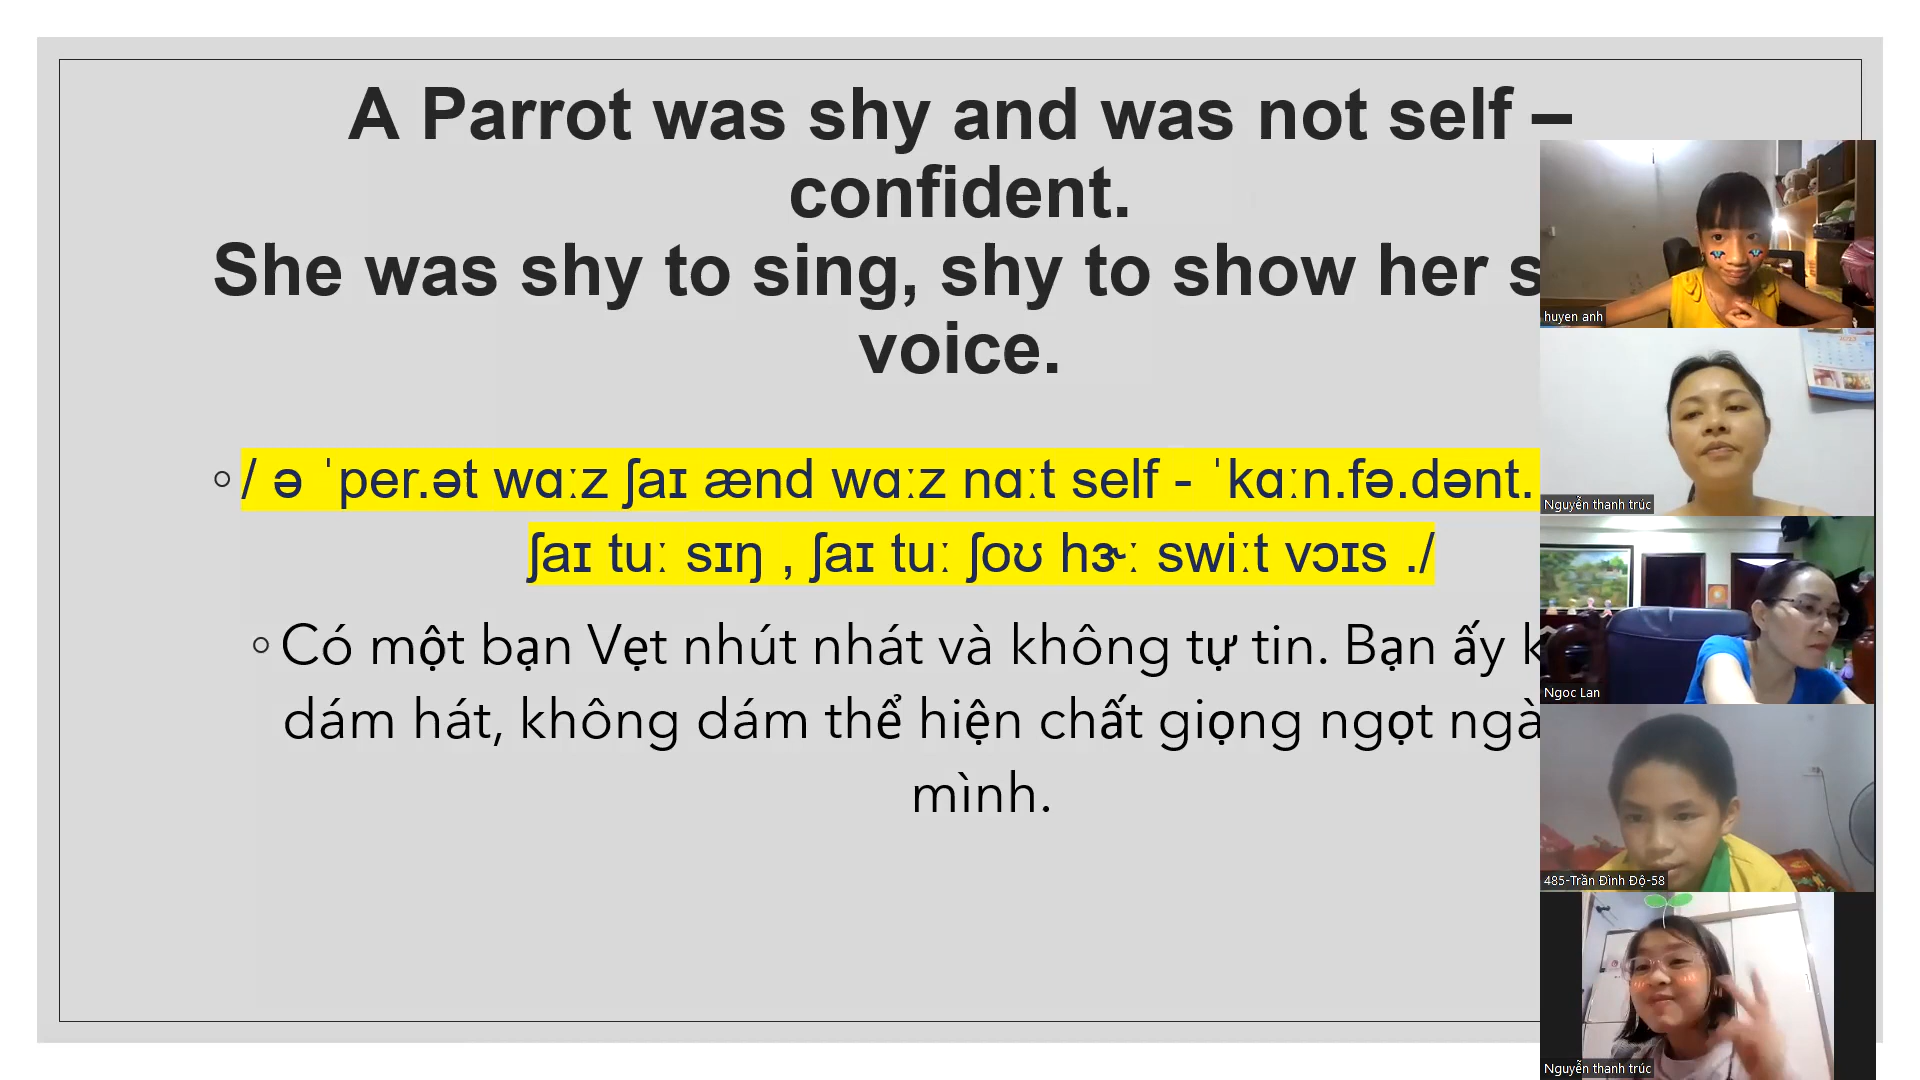 A Parrot was shy and was not self –
confident.
She was shy to sing, shy to show her
voice.
/ ə ˈper.ət wɑːz ʃaɪ ænd wɑːz nɑːt self - ˈkɑːn.fə.dənt.
ʃaɪ tuː sɪŋ , ʃaɪ tuː ʃoʊ hɝː swiːt vɔɪs ./
Có một bạn Vẹt nhút nhát và không tự tin. Bạn ấy
dám hát, không dám thể hiện chất giọng ngọt
mình.
huyen anh
Nguyễn thanh trúc
Ngoc Lan
485-Trần Đình Độ-58
Nguyễn thanh trúc